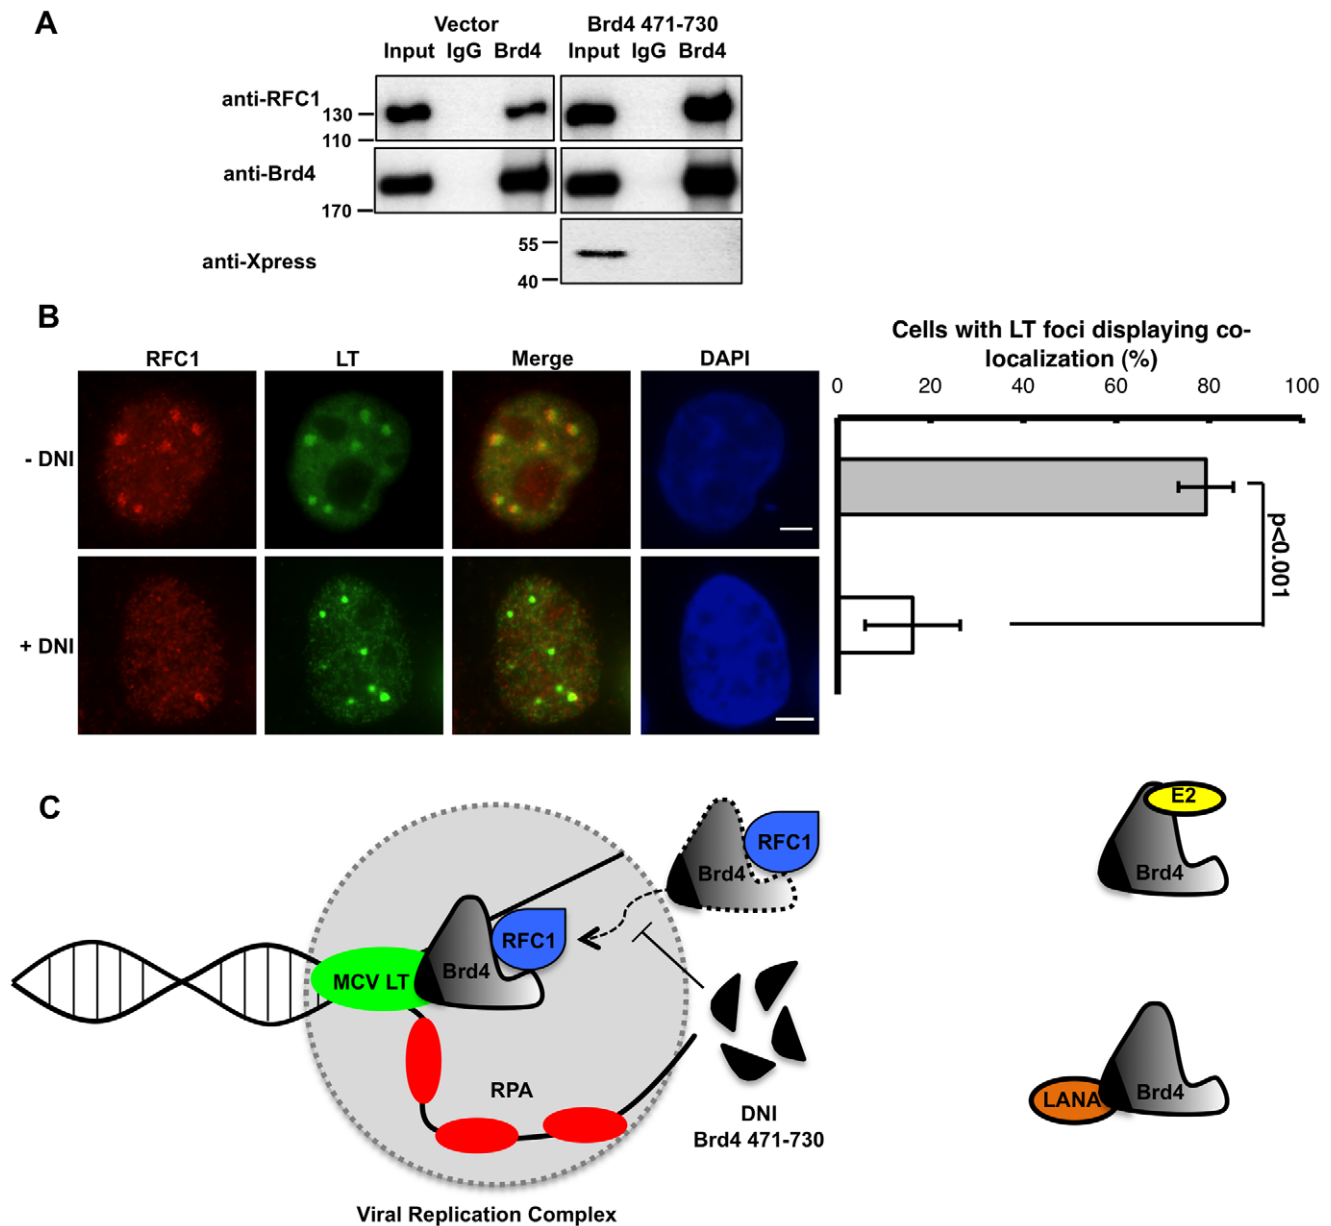 A
Vector
Brd4 471-730
Input IgG Brd4
Input IgG Brd4
anti-RFC1
130
110
anti-Brd4
170
anti-Xpress
55
40
B
RFC1
LT
Merge
DAPI
- DNI
+ DNI
Cells with LT foci displaying co-
localization (%)
0 20 40 60 80 100
p<0.001
C
MCV LT
Brd4
RFC1
Brd4
RFC1
RPA
DNI
Brd4 471-730
Viral Replication Complex
E2
Brd4
LANA
Brd4